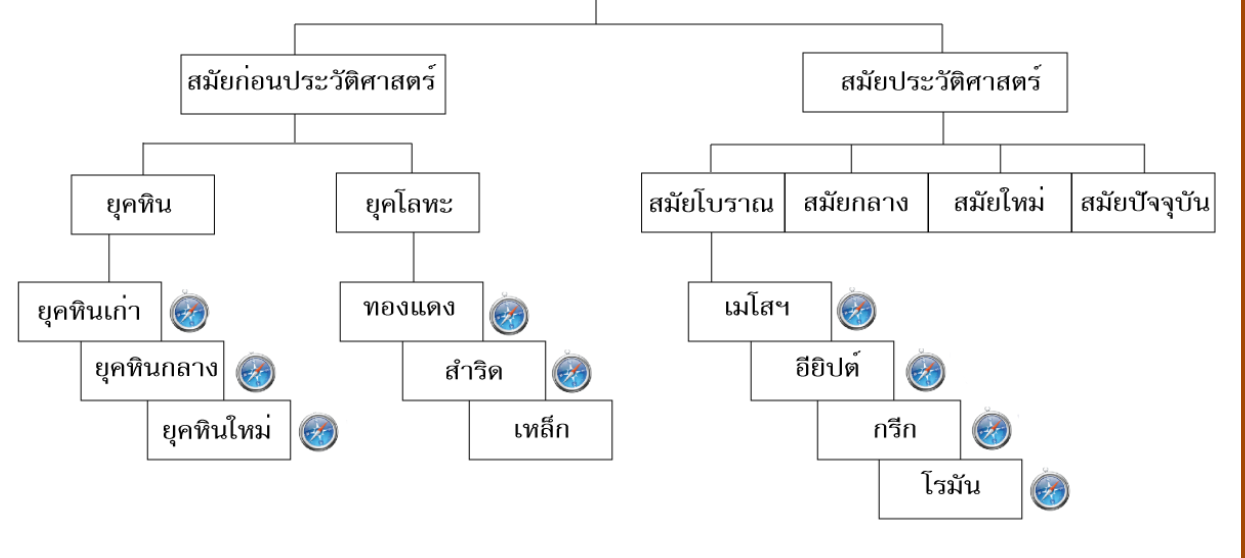 สมัยก่อนประวัติศาสตร์
สมัยประวัติศาสตร์
ยุคหิน
ยุคโลหะ
สมัยโบราณ
สมัยกลาง
สมัยใหม่
สมัยปัจจุบัน
ยุคหินเก่า
ทองแดง
เมโสฯ
ยุคหินกลาง
สำริด
อียิปต์
ยุคหินใหม่
เหล็ก
กรีก
โรมัน